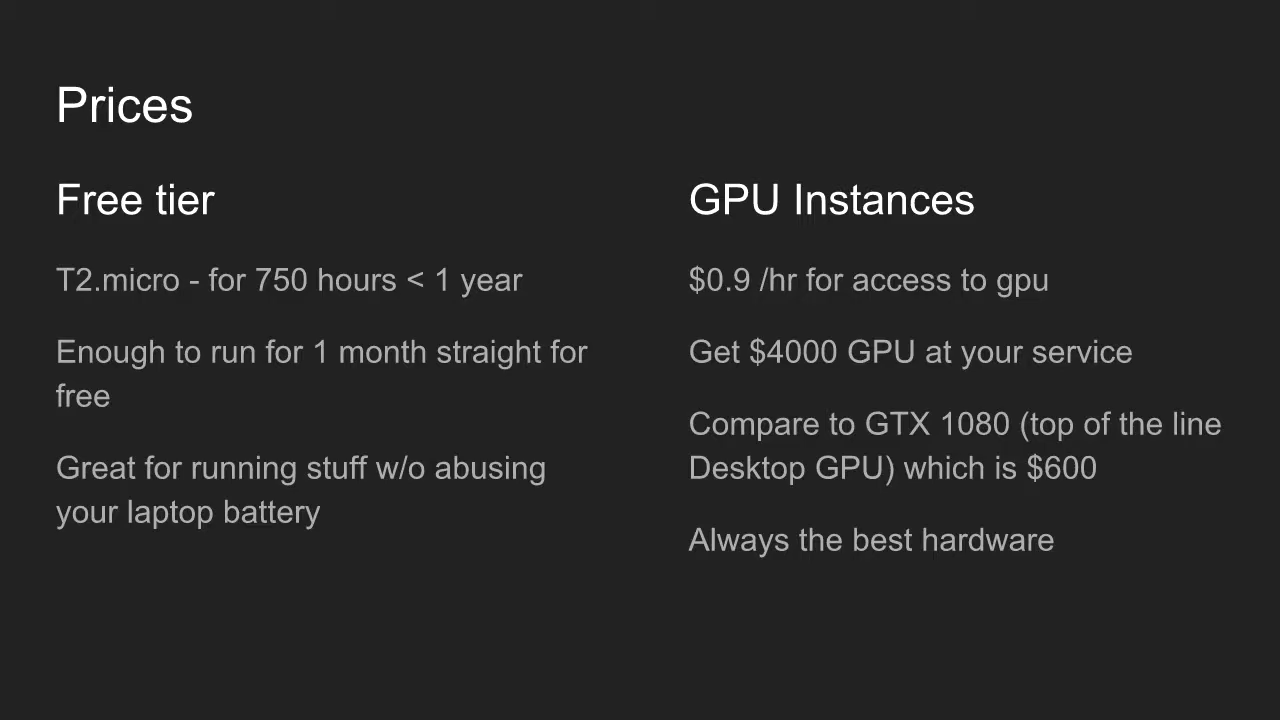 Prices
Free tier
T2.micro - for 750 hours < 1 year
Enough to run for 1 month straight for
free
Great for running stuff w/o abusing
your laptop battery
GPU Instances
$0.9 /hr for access to gpu
Get $4000 GPU at your service
Compare to GTX 1080 (top of the line
Desktop GPU) which is $600
Always the best hardware